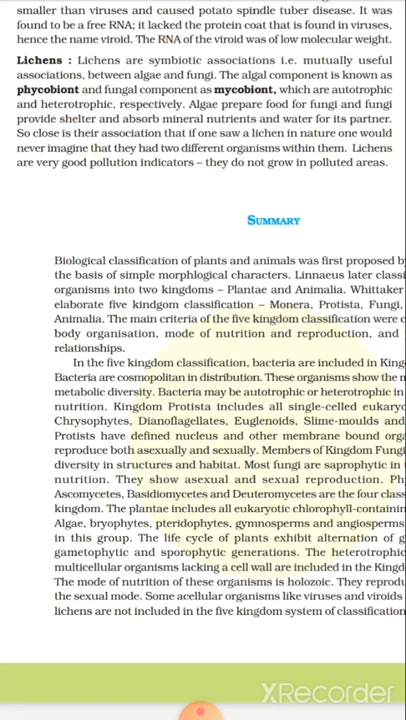 smaller than viruses and caused potato spindle tuber disease. It was
found to be a free RNA; it lacked the protein coat that is found in viruses,
hence the name viroid. The RNA of the viroid was of low molecular weight.
Lichens : Lichens are symbiotic associations i.e. mutually useful
associations, between algae and fungi. The algal component is known as
phycobiont and fungal component as mycobiont, which are autotrophic
and heterotrophic, respectively. Algae prepare food for fungi and fungi
provide shelter and absorb mineral nutrients and water for its partner.
So close is their association that if one saw a lichen in nature one would
never imagine that they had two different organisms within them. Lichens
are very good pollution indicators – they do not grow in polluted areas.
SUMMARY
Biological classification of plants and animals was first proposed b
the basis of simple morphlogical characters. Linnaeus later classi
organisms into two kingdoms – Plantae and Animalia. Whittaker
elaborate five kindgom classification – Monera, Protista, Fungi,
Animalia. The main criteria of the five kingdom classification were c
body organisation, mode of nutrition and reproduction, and
relationships.
In the five kingdom classification, bacteria are included in King
Bacteria are cosmopolitan in distribution. These organisms show the m
metabolic diversity. Bacteria may be autotrophic or heterotrophic in
nutrition. Kingdom Protista includes all single-celled eukaryo
Chrysophytes, Dianoflagellates, Euglenoids, Slime-moulds and
Protists have defined nucleus and other membrane bound orga
reproduce both asexually and sexually. Members of Kingdom Fungi
diversity in structures and habitat. Most fungi are saprophytic in
nutrition. They show asexual and sexual reproduction. Ph
Ascomycetes, Basidiomycetes and Deuteromycetes are the four class
kingdom. The plantae includes all eukaryotic chlorophyll-containin
Algae, bryophytes, pteridophytes, gymnosperms and angiosperms
in this group. The life cycle of plants exhibit alternation of g
gametophytic and sporophytic generations. The heterotrophic
multicellular organisms lacking a cell wall are included in the Kingd
The mode of nutrition of these organisms is holozoic. They reprodu
the sexual mode. Some acellular organisms like viruses and viroids
lichens are not included in the five kingdom system of classification
XRecorder